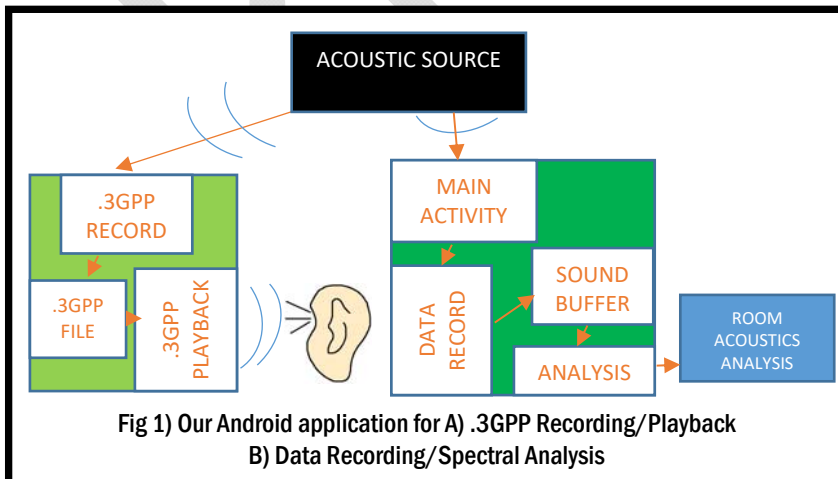 ACOUSTIC SOURCE
.3GPP
RECORD
.3GPP
FILE
.3GPP
PLAYBACK
MAIN
ACTIVITY
DATA
RECORD
SOUND
BUFFER
ANALYSIS
ROOM
ACOUSTICS
ANALYSIS
Fig 1) Our Android application for A) .3GPP Recording/Playback
B) Data Recording/Spectral Analysis